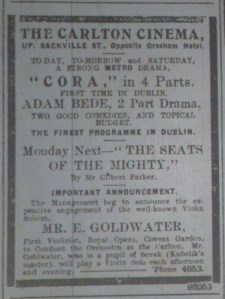 THE CARLTON CINEMA,
UP. SACKVILLE ST., Opposite Gresham Hotel.
TO-DAY, TO-MORROW and SATURDAY,
A STRONG METRO DRAMA,
"CORA," in 4 Parts.
FIRST TIME IN DUBLIN.
ADAM BEDE, 2 Part Drama,
TWO GOOD COMEDIES, AND TOPICAL
BUDGET.
THE FINEST PROGRAMME IN DUBLIN.
Monday Next—"THE SEATS
OF THE MIGHTY,"
By Sir Gilbert Parker.
IMPORTANT ANNOUNCEMENT.
The Management beg to announce the ex-
pensive engagement of the well-known Violin
Soloist,
MR. E. GOLDWATER,
First Violinist, Royal Opera, Covent Garden,
to Conduct the Orchestra at the Carlton. Mr.
Goldwater, who is a pupil of Sevsik (Kubelik's
master), will play a Violin Solo each afternoon
and evening. 'Phone 4663.